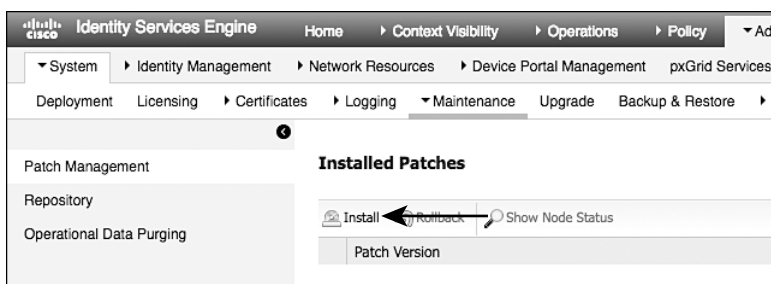 cisco Identity Services Engine Home Context Visibility Operations Policy Ad
System Identity Management Network Resources Device Portal Management pxGrid Services
Deployment Licensing Certificates Logging Maintenance Upgrade Backup & Restore
Patch Management
Repository
Operational Data Purging
Installed Patches
Install Rollback Show Node Status
Patch Version